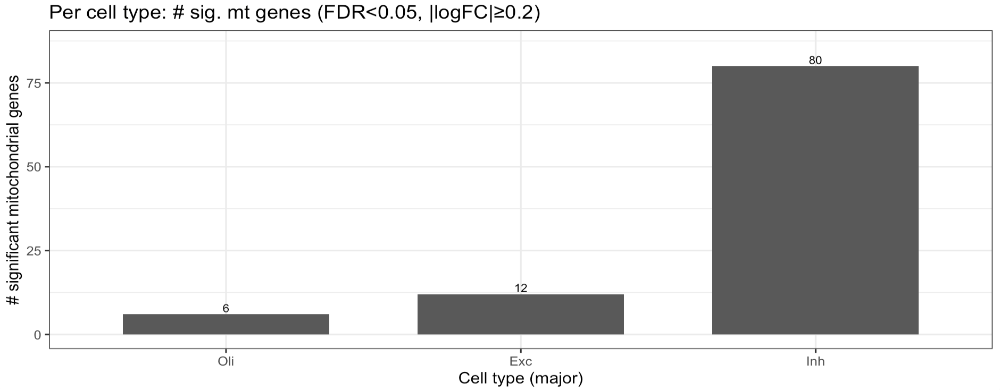 Per cell type: # sig. mt genes (FDR<0.05, |logFC|≥0.2)
# significant mitochondrial genes
75
50
25
0
6
12
80
Oli
Exc
Inh
Cell type (major)